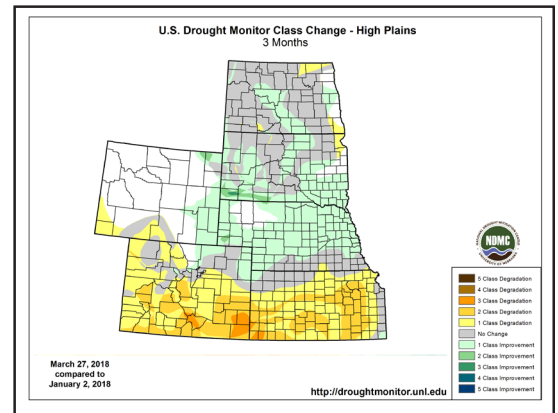 U.S. Drought Monitor Class Change - High Plains
3 Months
NDMC
5 Class Degradation
4 Class Degradation
3 Class Degradation
2 Class Degradation
1 Class Degradation
No Change
1 Class Improvement
2 Class Improvement
3 Class Improvement
4 Class Improvement
5 Class Improvement
March 27, 2018
compared to
January 2, 2018
http://droughtmonitor.unl.edu